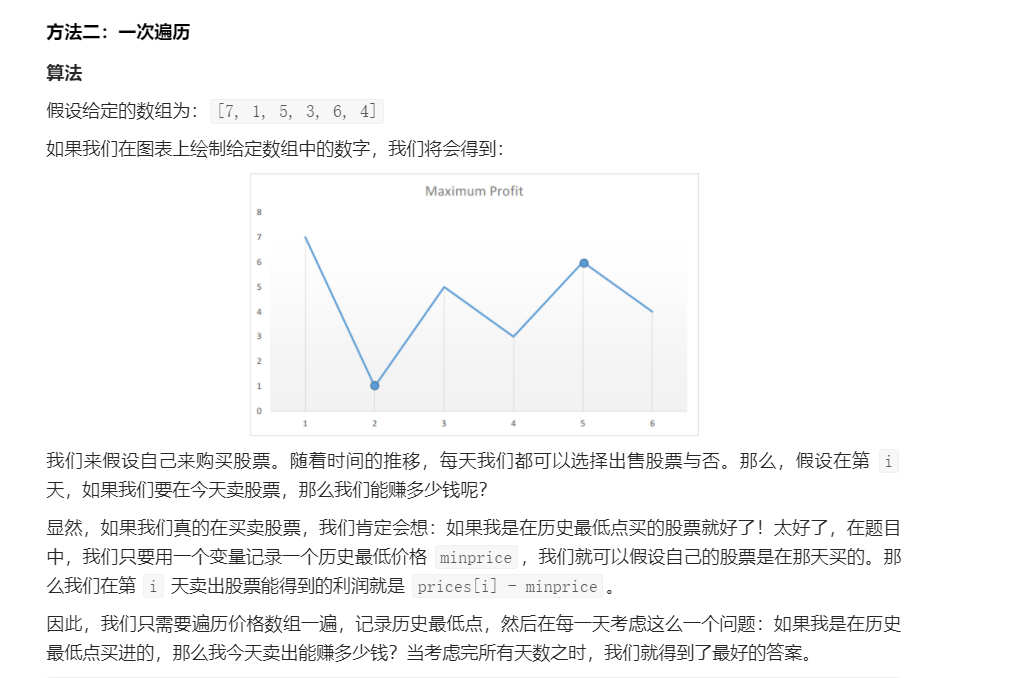 方法二：一次遍历
算法
假设给定的数组为： [7, 1, 5, 3, 6, 4]
如果我们在图表上绘制给定数组中的数字，我们将会得到：
Maximum Profit
8
7
6
5
4
3
2
1
0
1 2 3 4 5 6
我们来假设自己来购买股票。随着时间的推移，每天我们都可以选择出售股票与否。那么，假设在第 i
天，如果我们要在今天卖股票，那么我们能赚多少钱呢？
显然，如果我们真的在买卖股票，我们肯定会想：如果我是在历史最低点买的股票就好了！太好了，在题目
中，我们只要用一个变量记录一个历史最低价格 minprice ，我们就可以假设自己的股票是在那天买的。那
么我们在第 i 天卖出股票能得到的利润就是 prices[i] - minprice 。
因此，我们只需要遍历价格数组一遍，记录历史最低点，然后在每一天考虑这么一个问题：如果我是在历史
最低点买进的，那么我今天卖出能赚多少钱？当考虑完所有天数之时，我们就得到了最好的答案。